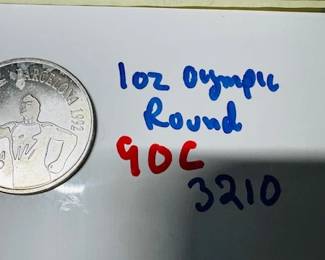 BARCELONA 1992
1oz Olympic
Round
90C
3210